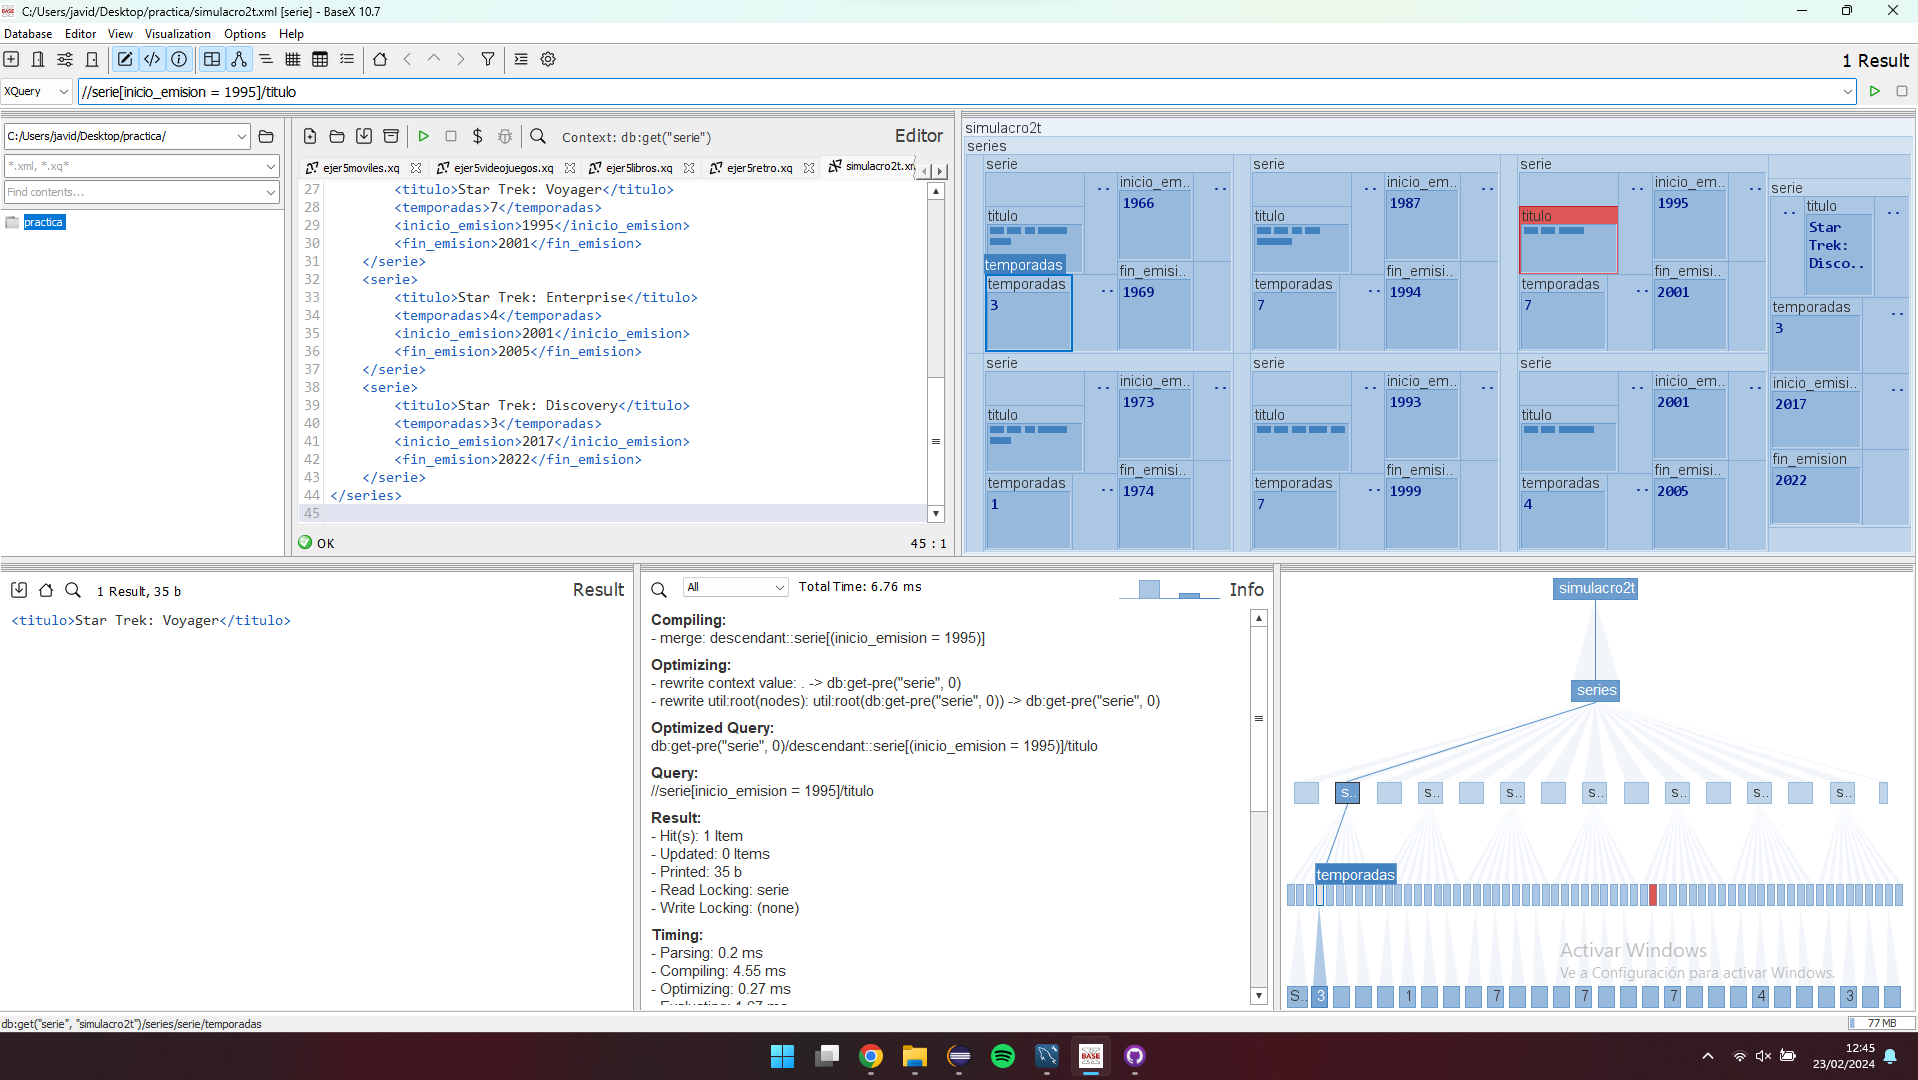 C:/Users/javid/Desktop/practica/simulacro2t.xml [serie] - BaseX 10.7
Database Editor View Visualization Options Help
1 Result
XQuery //serie[inicio_emision = 1995]/titulo
C:/Users/javid/Desktop/practica/
*.xml, *.xq*
Find contents...
practica
Context: db:get("serie")
Editor
ejer5moviles.xq ejer5videojuegos.xq ejer5libros.xq ejer5retro.xq simulacro2t.xm
27 <titulo>Star Trek: Voyager</titulo>
28 <temporadas>7</temporadas>
29 <inicio_emision>1995</inicio_emision>
30 <fin_emision>2001</fin_emision>
31 </serie>
32 <serie>
33 <titulo>Star Trek: Enterprise</titulo>
34 <temporadas>4</temporadas>
35 <inicio_emision>2001</inicio_emision>
36 <fin_emision>2005</fin_emision>
37 </serie>
38 <serie>
39 <titulo>Star Trek: Discovery</titulo>
40 <temporadas>3</temporadas>
41 <inicio_emision>2017</inicio_emision>
42 <fin_emision>2022</fin_emision>
43 </serie>
44 </series>
45
OK
45 : 1
simulacro2t
series
serie
.. inicio_em.. ..
1966
titulo
temporadas
fin_emisi..
temporadas ..
3
1969
serie
.. inicio_em.. ..
1987
titulo
fin_emisi..
temporadas ..
7
1994
serie
.. inicio_em.. ..
1995
titulo
fin_emisi..
temporadas ..
7
2001
serie
.. titulo ..
Star
Trek:
Disco..
temporadas ..
3
inicio_emisi.. ..
2017
fin_emision
2022
serie
.. inicio_em.. ..
1973
titulo
fin_emisi..
temporadas ..
1
1974
serie
.. inicio_em.. ..
1993
titulo
fin_emisi..
temporadas ..
7
1999
serie
.. inicio_em.. ..
2001
titulo
fin_emisi..
temporadas ..
4
2005
1 Result, 35 b
Result
<titulo>Star Trek: Voyager</titulo>
All
Total Time: 6.76 ms
Info
Compiling:
- merge: descendant::serie[(inicio_emision = 1995)]
Optimizing:
- rewrite context value: . -> db:get-pre("serie", 0)
- rewrite util:root(nodes): util:root(db:get-pre("serie", 0)) -> db:get-pre("serie", 0)
Optimized Query:
db:get-pre("serie", 0)/descendant::serie[(inicio_emision = 1995)]/titulo
Query:
//serie[inicio_emision = 1995]/titulo
Result:
- Hit(s): 1 Item
- Updated: 0 Items
- Printed: 35 b
- Read Locking: serie
- Write Locking: (none)
Timing:
- Parsing: 0.2 ms
- Compiling: 4.55 ms
- Optimizing: 0.27 ms
simulacro2t
series
s.. s.. s.. s.. s.. s.. s..
temporadas
S.. 3 1 7 7 7 4 3
Activar Windows
Ve a Configuración para activar Windows.
db:get("serie", "simulacro2t")/series/serie/temporadas
77 MB
BASE
12:45
23/02/2024